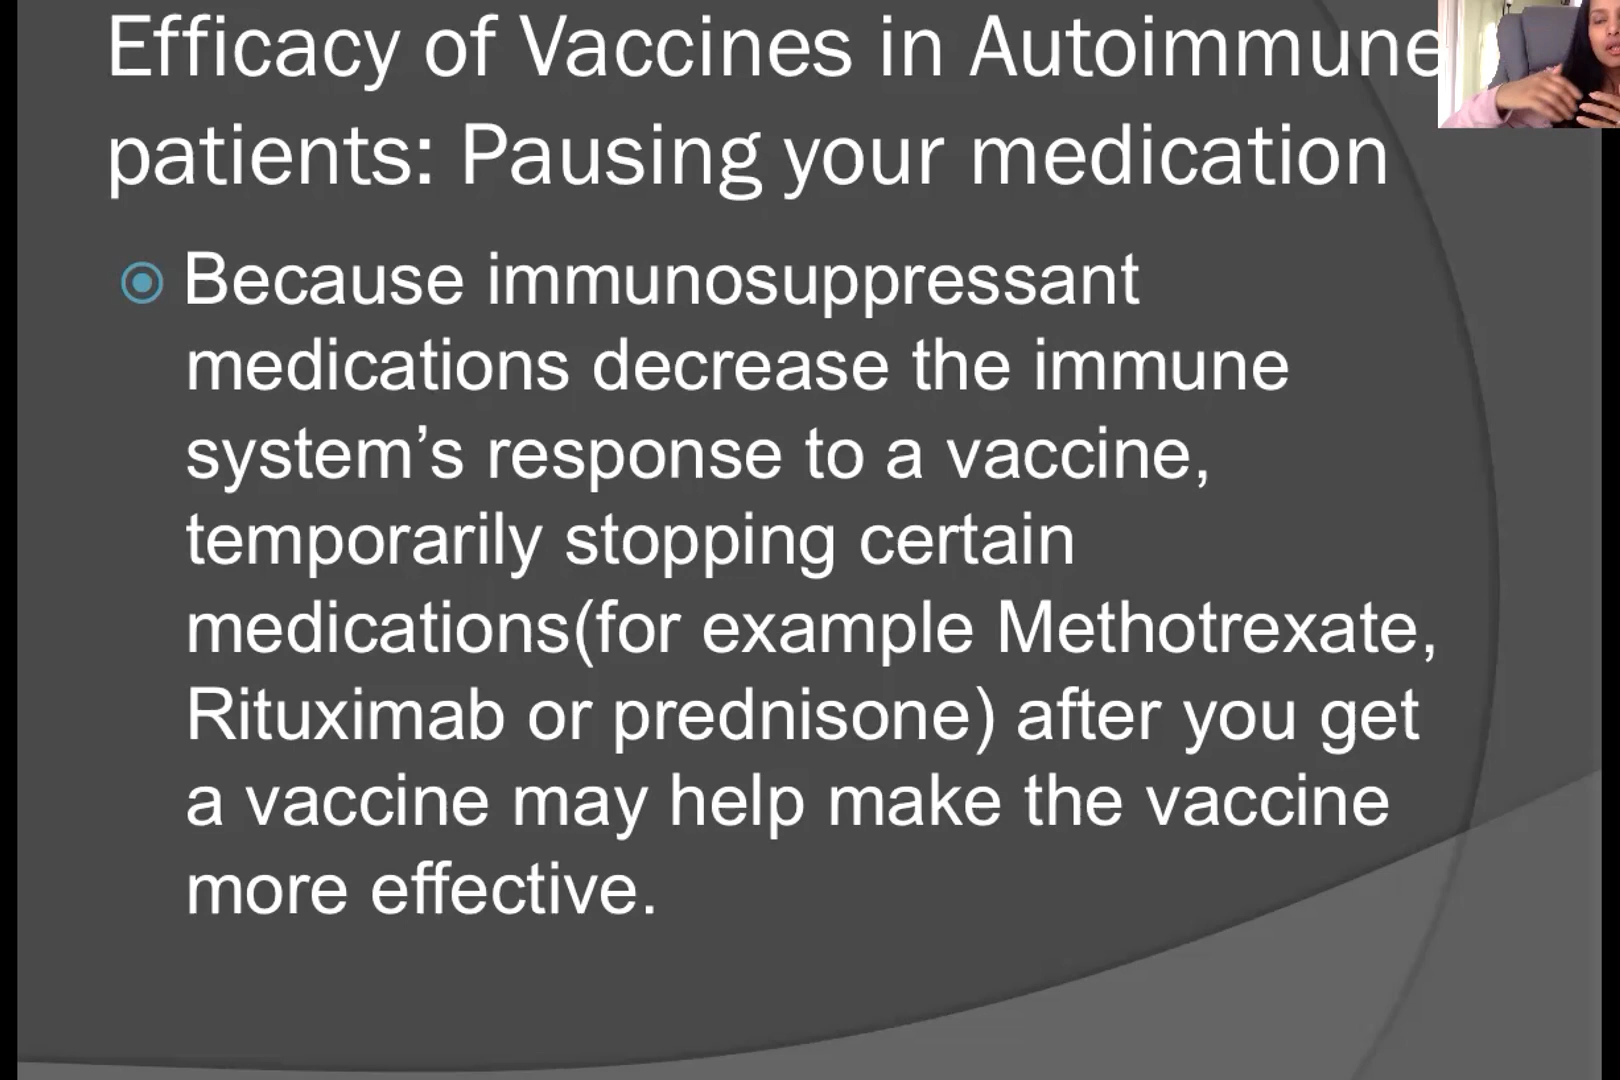 Efficacy of Vaccines in Autoimmune
patients: Pausing your medication
Because immunosuppressant
medications decrease the immune
system’s response to a vaccine,
temporarily stopping certain
medications(for example Methotrexate,
Rituximab or prednisone) after you get
a vaccine may help make the vaccine
more effective.